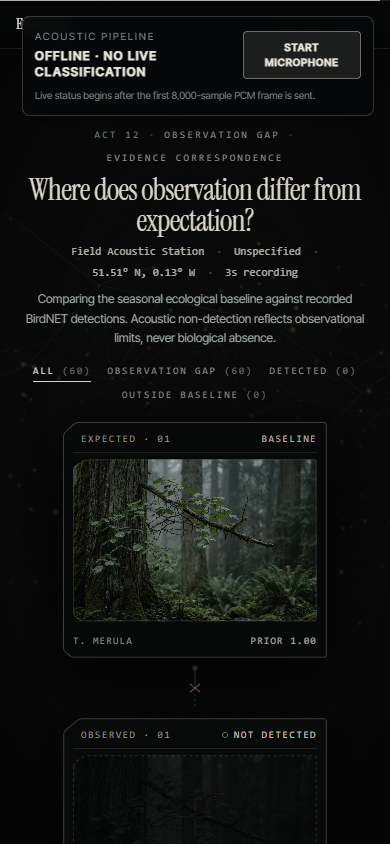 E
ACOUSTIC PIPELINE
OFFLINE · NO LIVE
CLASSIFICATION
START
MICROPHONE
Live status begins after the first 8,000-sample PCM frame is sent.
ACT 12 · OBSERVATION GAP ·
EVIDENCE CORRESPONDENCE
Where does observation differ from
expectation?
Field Acoustic Station · Unspecified ·
51.51° N, 0.13° W · 3s recording
Comparing the seasonal ecological baseline against recorded
BirdNET detections. Acoustic non-detection reflects observational
limits, never biological absence.
ALL (60) OBSERVATION GAP (60) DETECTED (0)
OUTSIDE BASELINE (0)
EXPECTED · 01 BASELINE
T. MERULA PRIOR 1.00
OBSERVED · 01 ○ NOT DETECTED